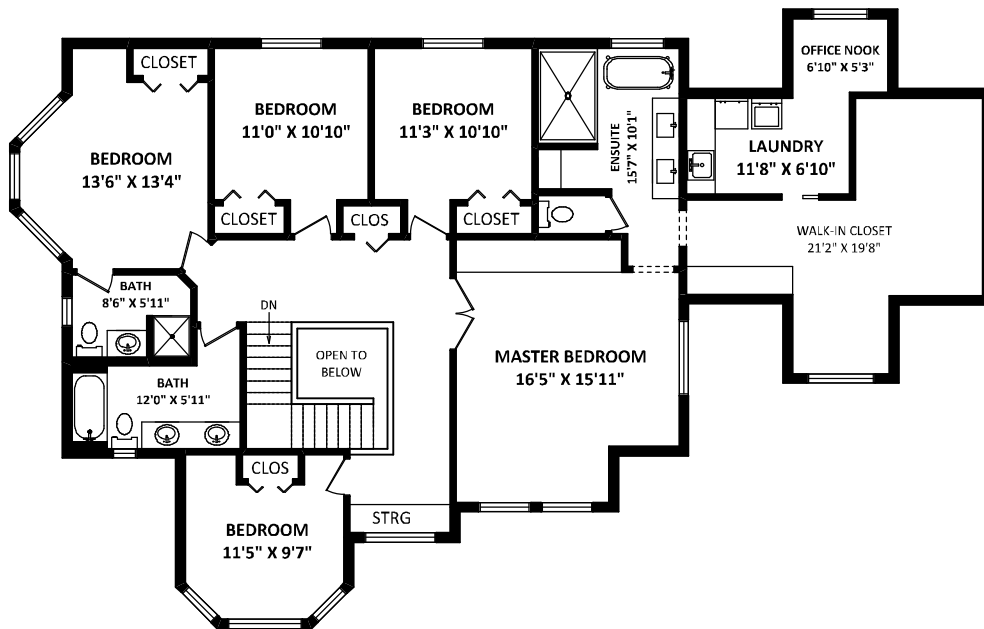 OFFICE NOOK
6'10" X 5'3"
CLOSET
BEDROOM
11'0" X 10'10"
BEDROOM
11'3" X 10'10"
ENSUITE
15'7" X 10'1"
LAUNDRY
11'8" X 6'10"
BEDROOM
13'6" X 13'4"
CLOSET
CLOS
CLOSET
WALK-IN CLOSET
21'2" X 19'8"
BATH
8'6" X 5'11"
DN
OPEN TO
BELOW
MASTER BEDROOM
16'5" X 15'11"
BATH
12'0" X 5'11"
CLOS
STRG
BEDROOM
11'5" X 9'7"